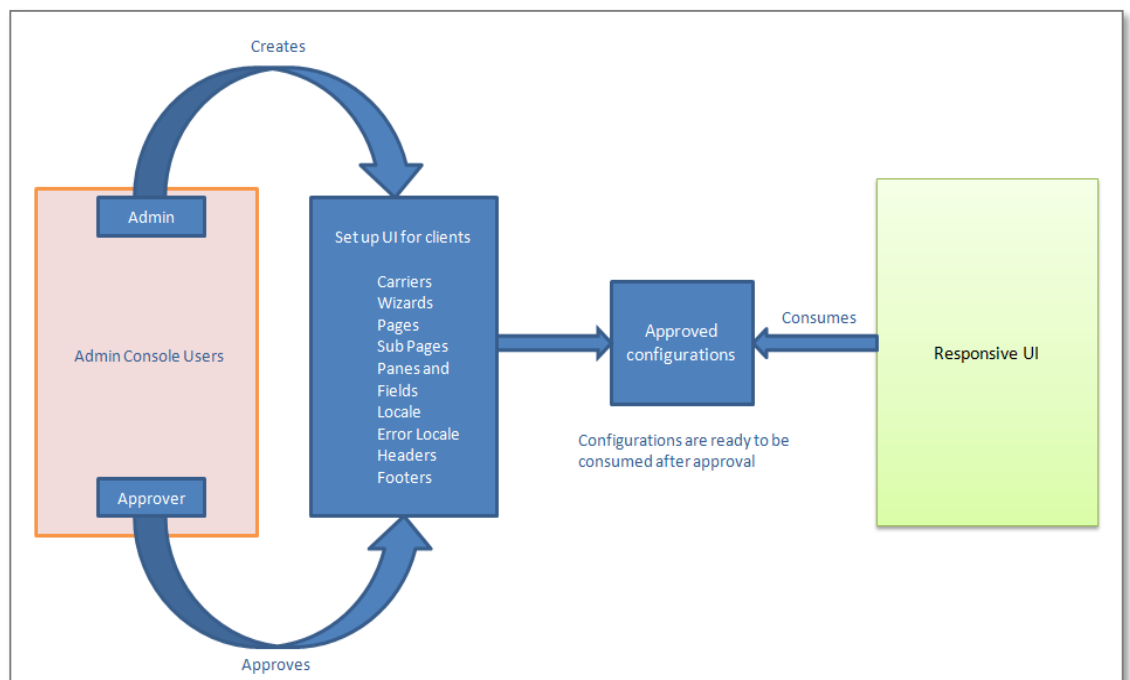 Creates
Admin
Admin Console Users
Approver
Approves
Set up UI for clients
Carriers
Wizards
Pages
Sub Pages
Panes and
Fields
Locale
Error Locale
Headers
Footers
Approved
configurations
Configurations are ready to be
consumed after approval
Consumes
Responsive UI